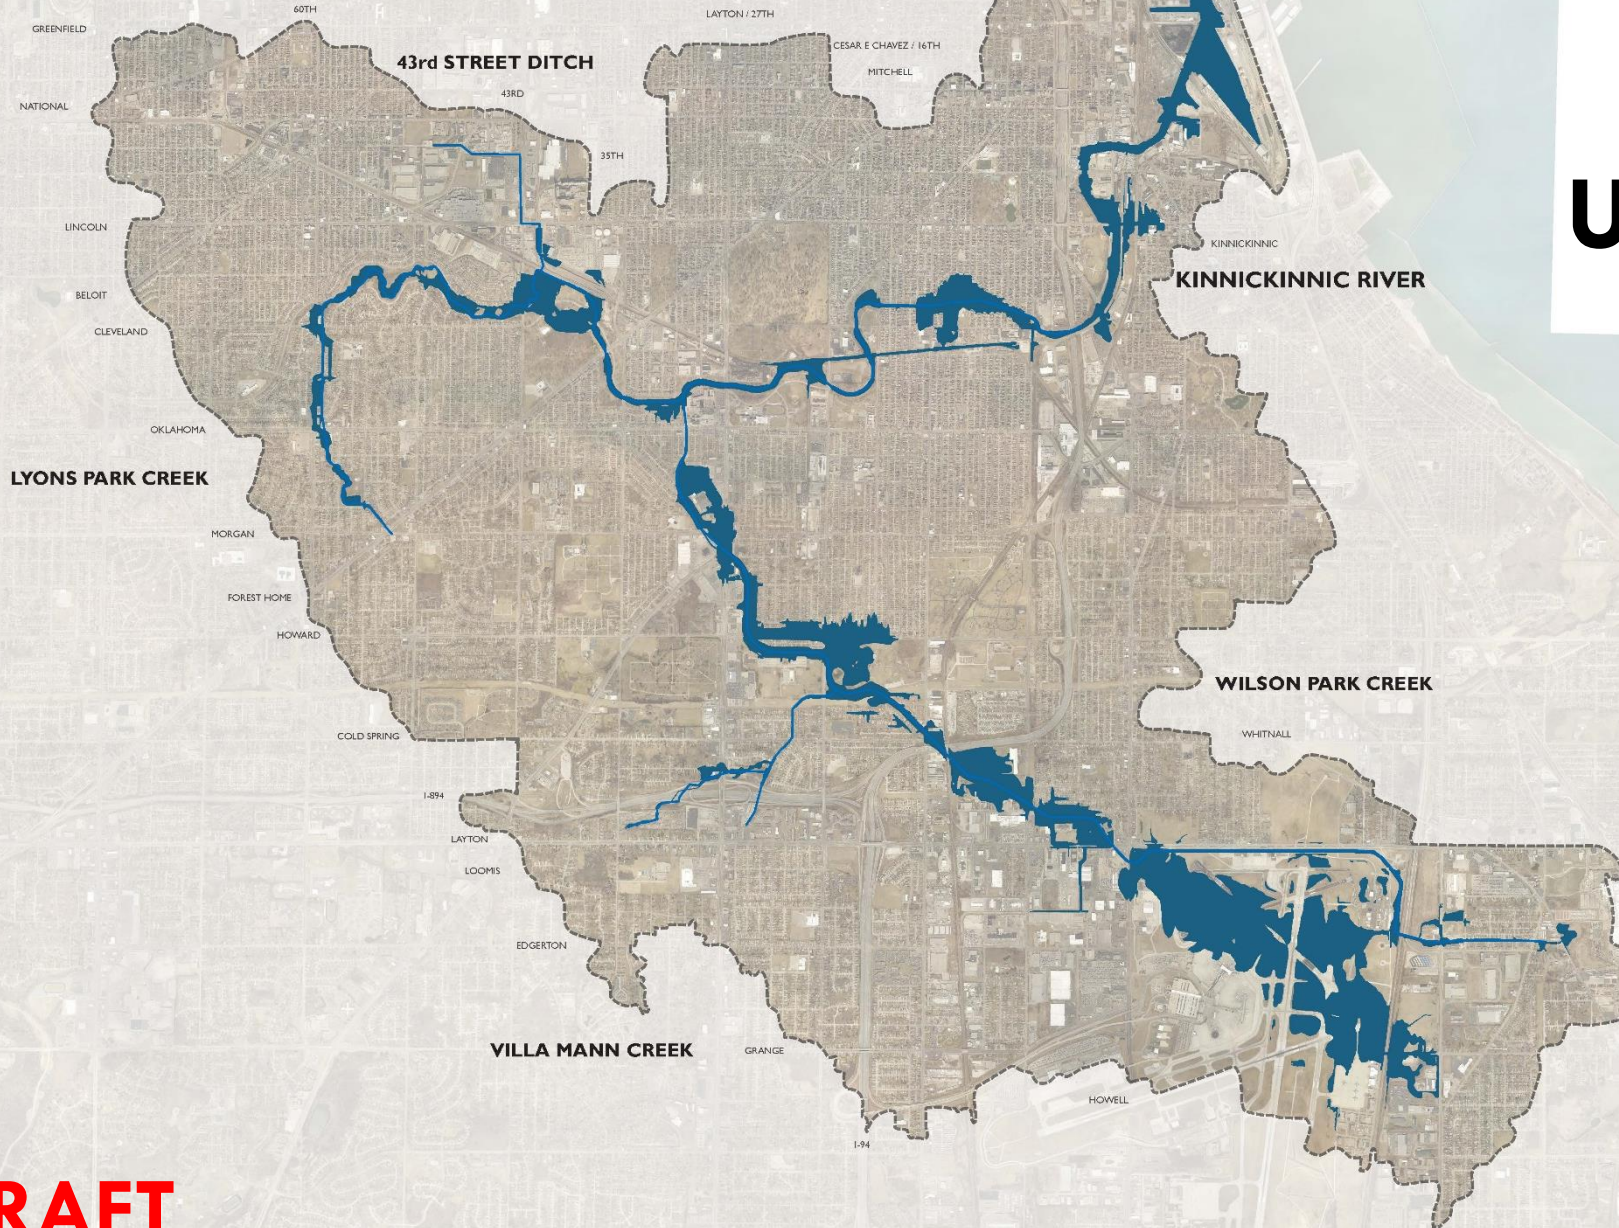 60TH
LAYTON / 27TH
GREENFIELD
CESAR E CHAVEZ / 16TH
43rd STREET DITCH
MITCHELL
43RD
NATIONAL
35TH
U
LINCOLN
KINNICKINNIC
KINNICKINNIC RIVER
BELOIT
CLEVELAND
OKLAHOMA
LYONS PARK CREEK
MORGAN
FOREST HOME
HOWARD
WILSON PARK CREEK
COLD SPRING
WHITNALL
I-894
LAYTON
LOOMIS
EDGERTON
VILLA MANN CREEK
GRANGE
HOWELL
I-94
RAFT